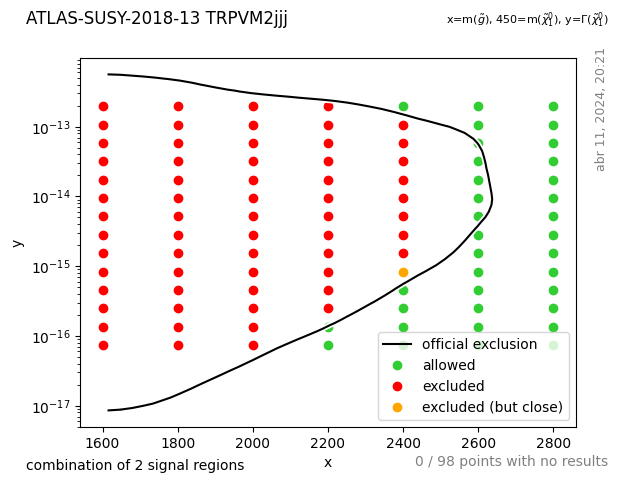 ATLAS-SUSY-2018-13 TRPVM2jjj
x=m(g̃), 450=m(χ̃₁⁰), y=Γ(χ̃₁⁰)
abr 11, 2024, 20:21
y
10⁻¹³
10⁻¹⁴
10⁻¹⁵
10⁻¹⁶
10⁻¹⁷
official exclusion
allowed
excluded
excluded (but close)
1600 1800 2000 2200 2400 2600 2800
x
combination of 2 signal regions
0 / 98 points with no results